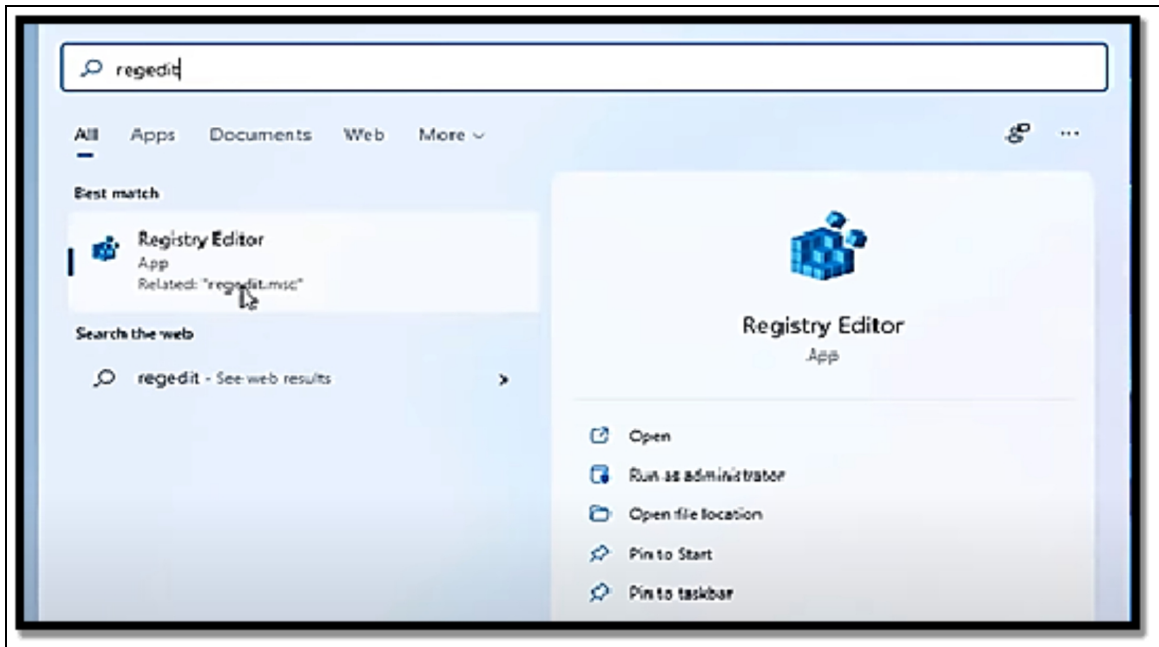 regedit
All Apps Documents Web More
Best match
Registry Editor
App
Related: "regedit.msc"
Search the web
regedit - See web results
Registry Editor
App
Open
Run as administrator
Open file location
Pin to Start
Pin to taskbar